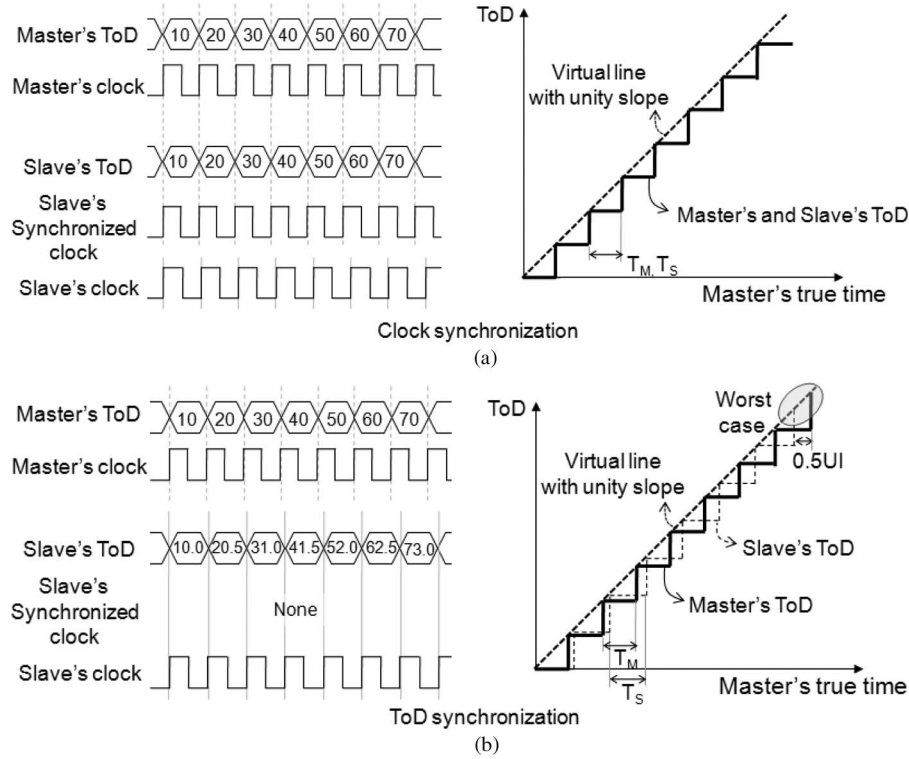 Master's ToD
10 20 30 40 50 60 70
Master's clock
Slave's ToD
10 20 30 40 50 60 70
Slave's
Synchronized
clock
Slave's clock
ToD
Virtual line
with unity slope
Master's and Slave's ToD
TM, TS
Master's true time
Clock synchronization
(a)
Master's ToD
10 20 30 40 50 60 70
Master's clock
Slave's ToD
10.0 20.5 31.0 41.5 52.0 62.5 73.0
Slave's
Synchronized
clock
None
Slave's clock
ToD
Worst
case
0.5UI
Virtual line
with unity slope
Slave's ToD
Master's ToD
TM
TS
Master's true time
ToD synchronization
(b)